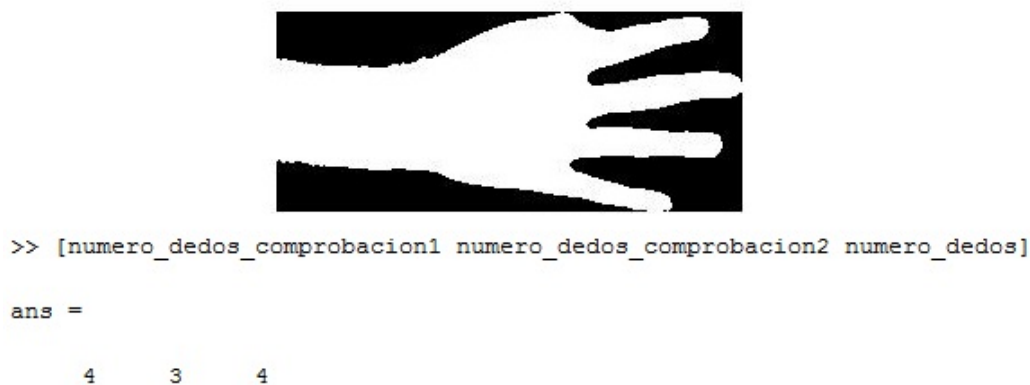 >> [numero_dedos_comprobacion1 numero_dedos_comprobacion2 numero_dedos]
ans =
4 3 4